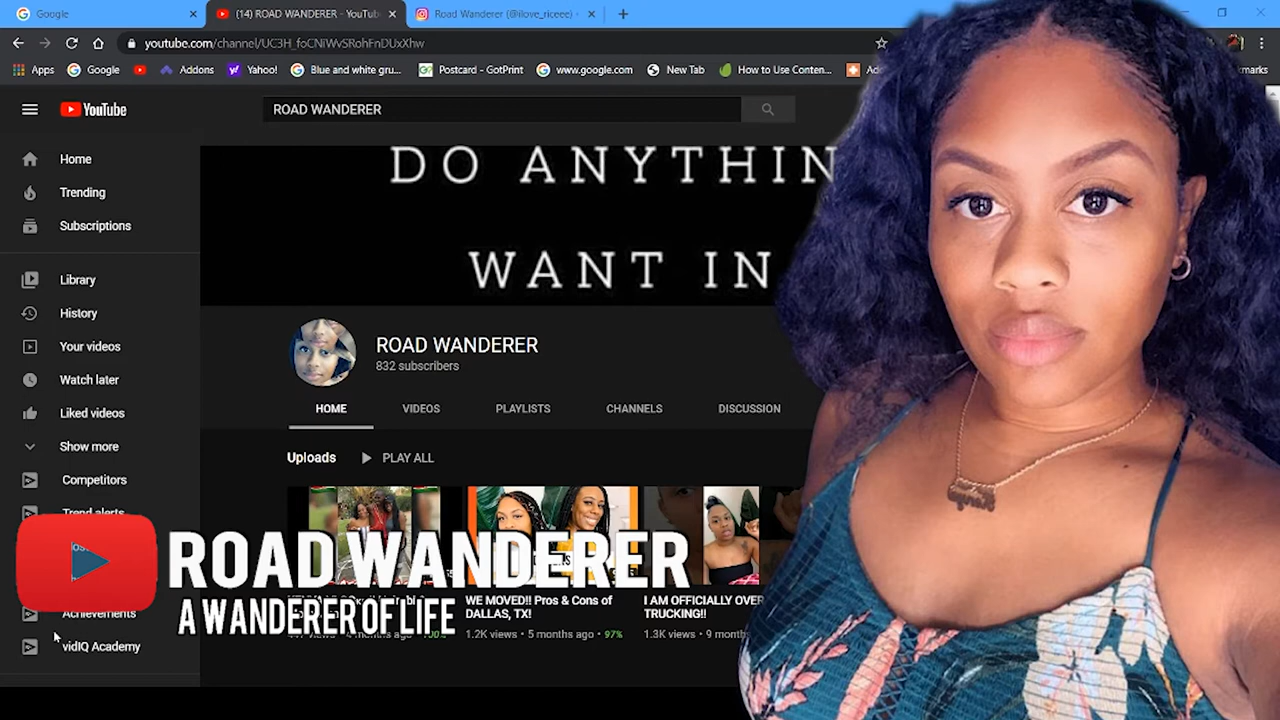 Google
(14) ROAD WANDERER - YouTub
Road Wanderer (@ilove_riceee) •
youtube.com/channel/UC3H_foCNiWvSRohFnDUxXhw
Apps
Google
Addons
Yahoo!
Blue and white gru...
Postcard - GotPrint
www.google.com
New Tab
How to Use Conten...
YouTube
ROAD WANDERER
Home
Trending
Subscriptions
Library
History
Your videos
Watch later
Liked videos
Show more
Competitors
Trend alerts
Achievements
vidIQ Academy
DO ANYTHIN
WANT IN
ROAD WANDERER
832 subscribers
HOME
VIDEOS
PLAYLISTS
CHANNELS
DISCUSSION
Uploads
PLAY ALL
WE MOVED!! Pros & Cons of
DALLAS, TX!
1.2K views • 5 months ago • 97%
I AM OFFICIALLY OVER
TRUCKING!!
1.3K views • 9 month
months ago • 100%
ROAD WANDERER
A WANDERER OF LIFE